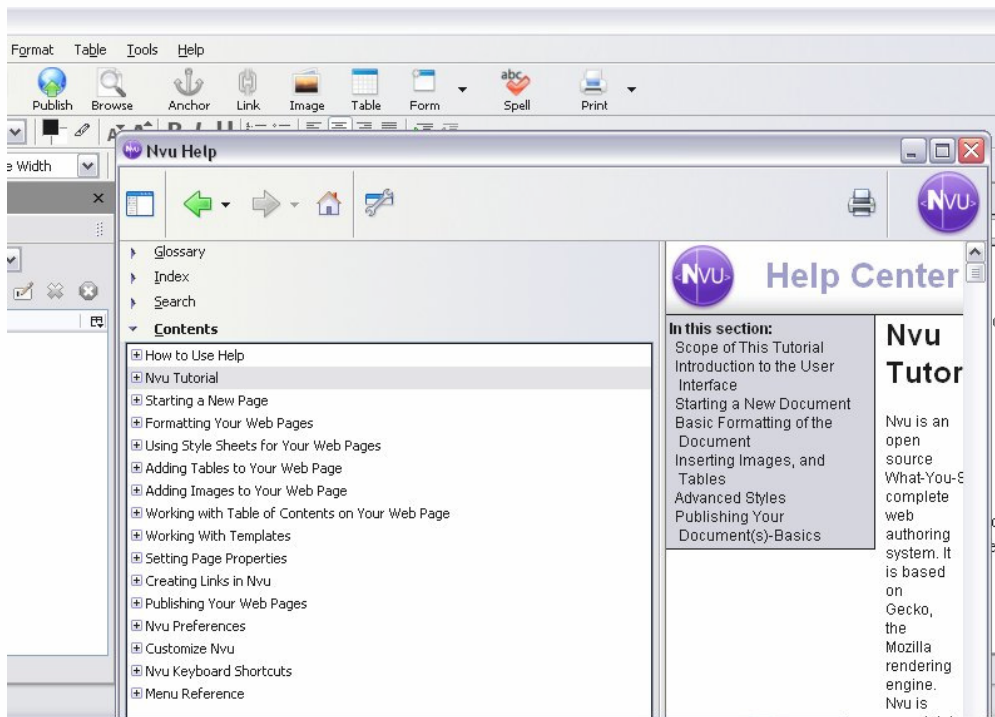 Format Table Tools Help
Publish Browse Anchor Link Image Table Form Spell Print
B I U
e Width
Nvu Help
NVU
Glossary
Index
Search
Contents
How to Use Help
Nvu Tutorial
Starting a New Page
Formatting Your Web Pages
Using Style Sheets for Your Web Pages
Adding Tables to Your Web Page
Adding Images to Your Web Page
Working with Table of Contents on Your Web Page
Working With Templates
Setting Page Properties
Creating Links in Nvu
Publishing Your Web Pages
Nvu Preferences
Customize Nvu
Nvu Keyboard Shortcuts
Menu Reference
NVU Help Center
In this section:
Scope of This Tutorial
Introduction to the User
Interface
Starting a New Document
Basic Formatting of the
Document
Inserting Images, and
Tables
Advanced Styles
Publishing Your
Document(s)-Basics
Nvu
Tutor
Nvu is an
open
source
What-You-S
complete
web
authoring
system. It
is based
on
Gecko,
the
Mozilla
rendering
engine.
Nvu is